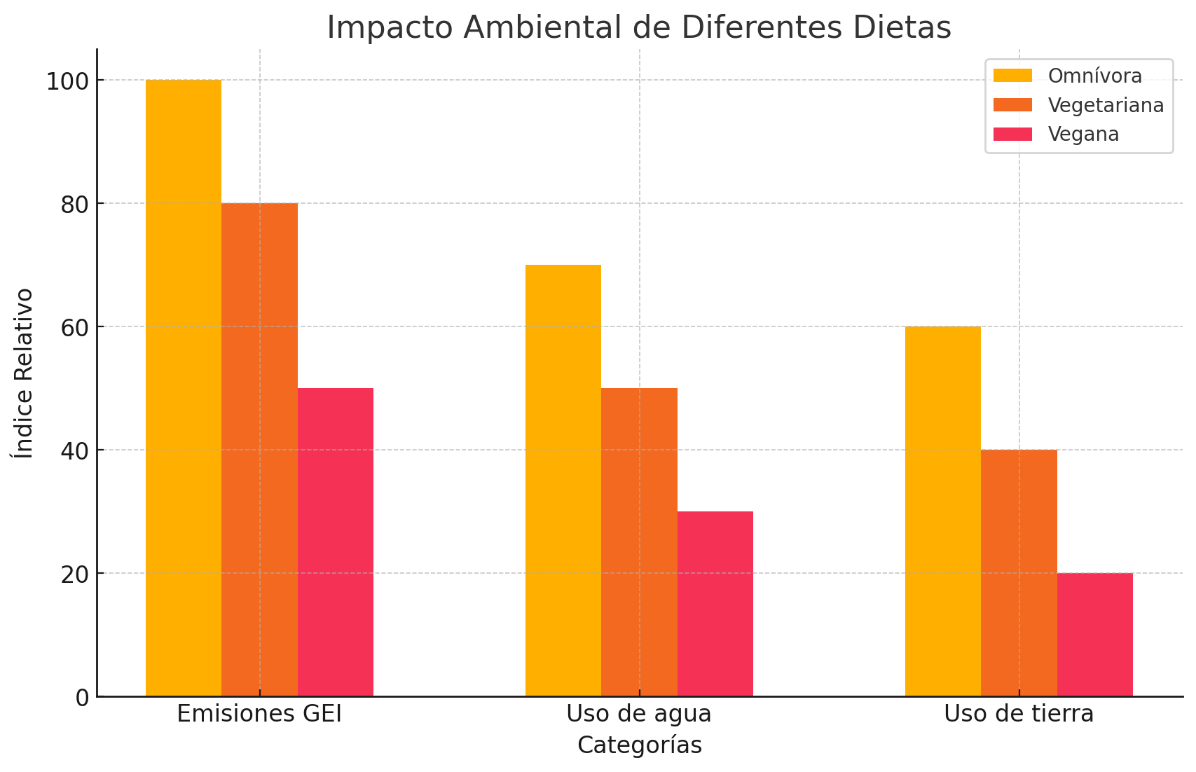 Impacto Ambiental de Diferentes Dietas
Omnívora
Vegetariana
Vegana
Índice Relativo
100
80
60
40
20
0
Emisiones GEI
Uso de agua
Uso de tierra
Categorías